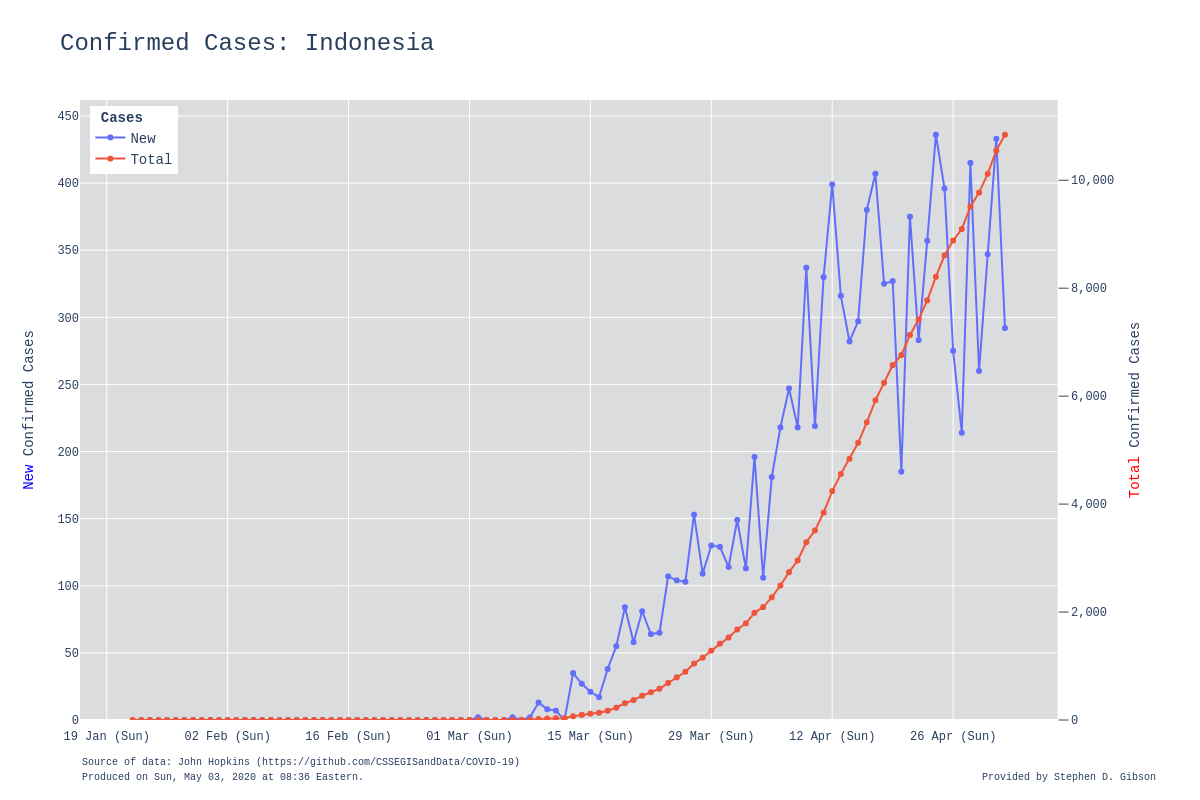 Confirmed Cases: Indonesia
Cases
New
Total
450
400
350
300
250
200
150
100
50
0
New Confirmed Cases
10,000
8,000
6,000
4,000
2,000
0
Total Confirmed Cases
19 Jan (Sun) 02 Feb (Sun) 16 Feb (Sun) 01 Mar (Sun) 15 Mar (Sun) 29 Mar (Sun) 12 Apr (Sun) 26 Apr (Sun)
Source of data: John Hopkins (https://github.com/CSSEGISandData/COVID-19)
Produced on Sun, May 03, 2020 at 08:36 Eastern.
Provided by Stephen D. Gibson